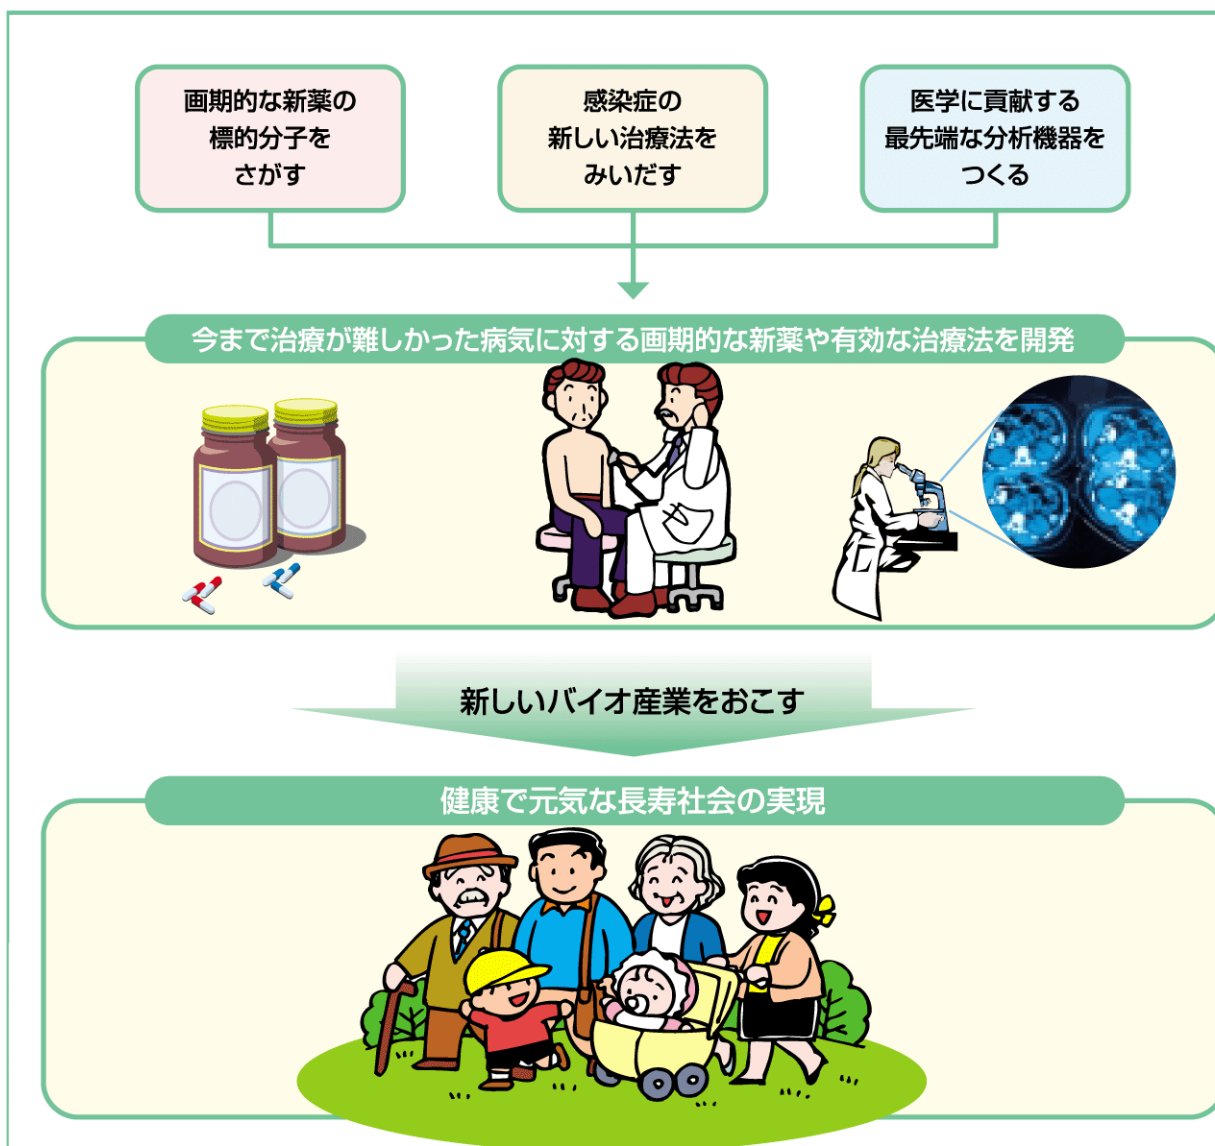 画期的な新薬の
標的分子を
さがす
感染症の
新しい治療法を
みいだす
医学に貢献する
最先端な分析機器を
つくる
今まで治療が難しかった病気に対する画期的な新薬や有効な治療法を開発
新しいバイオ産業をおこす
健康で元気な長寿社会の実現